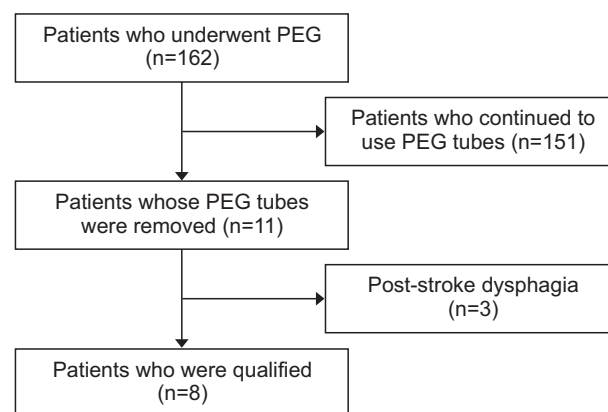 Patients who underwent PEG
(n=162)
Patients who continued to
use PEG tubes (n=151)
Patients whose PEG tubes
were removed (n=11)
Post-stroke dysphagia
(n=3)
Patients who were qualified
(n=8)